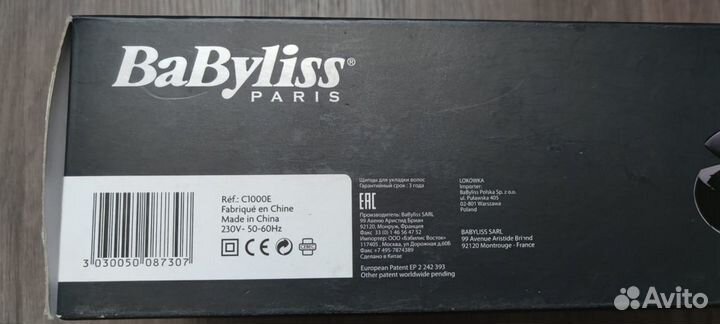 BaByliss®
PARIS
Réf.: C1000E
Fabriqué en Chine
Made in China
230V- 50-60Hz
CE
3 030050 087307
Щипцы для укладки волос
Гарантийный срок : 3 года
EAC
Производитель: BaByliss SARL
99 Авеню Аристид Бриан
92120, Монруж, Франция
Факс 33 (0) 1 46 56 47 52
Импортер: ООО «Бэбилис Восток»
117405 , Москва, ул Дорожная д.60Б
Факс +7 495-7874389
Сделано в Китае
European Patent EP 2 242 393
Other patent worldwide pending
LOKÓWKA
Importer:
BaByliss Polska Sp. z o.o.
ul. Puławska 405
02-801 Warszawa
Poland
BABYLISS SARL
99 Avenue Aristide Briand
92120 Montrouge - France
Avito